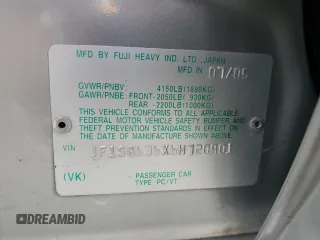 MFD BY FUJI HEAVY IND. LTD., JAPAN
MFD IN 07/05
GVWR/PNBV: 4150LB(1880KG)
GAWR/PNBE: FRONT-2050LB( 930KG)
REAR -2200LB(1000KG)
THIS VEHICLE CONFORMS TO ALL APPLICABLE
FEDERAL MOTOR VEHICLE SAFETY, BUMPER, AND
THEFT PREVENTION STANDARDS IN EFFECT ON THE
DATE OF MANUFACTURE SHOWN ABOVE.
VIN
(VK) PASSENGER CAR
TYPE PC/VT
DREAMBID